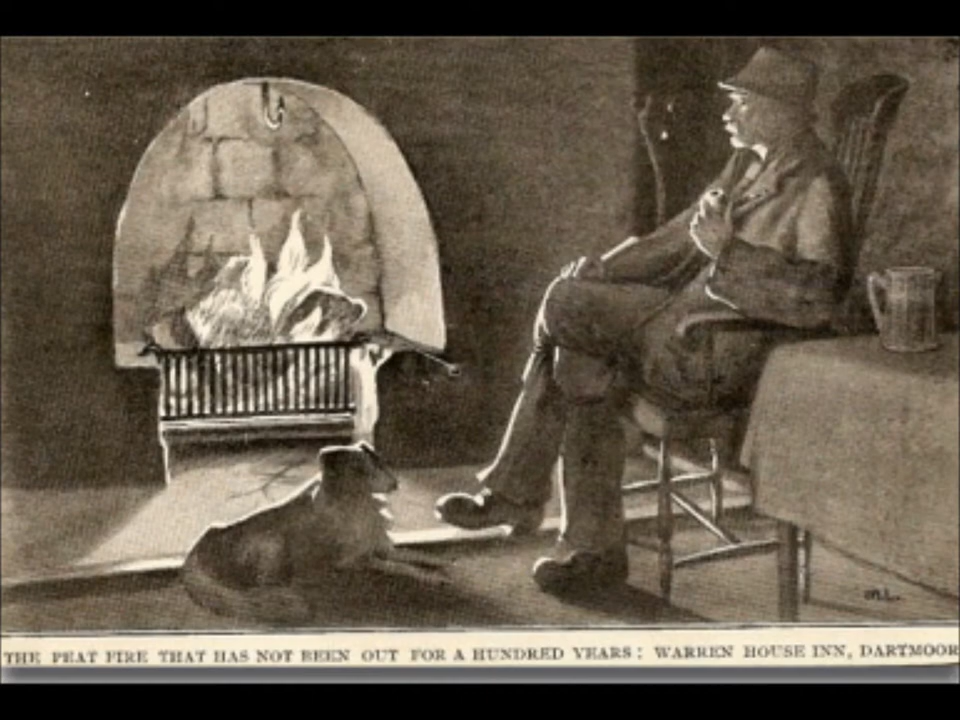 M.L.
THE PEAT FIRE THAT HAS NOT BEEN OUT FOR A HUNDRED YEARS: WARREN HOUSE INN, DARTMOOR